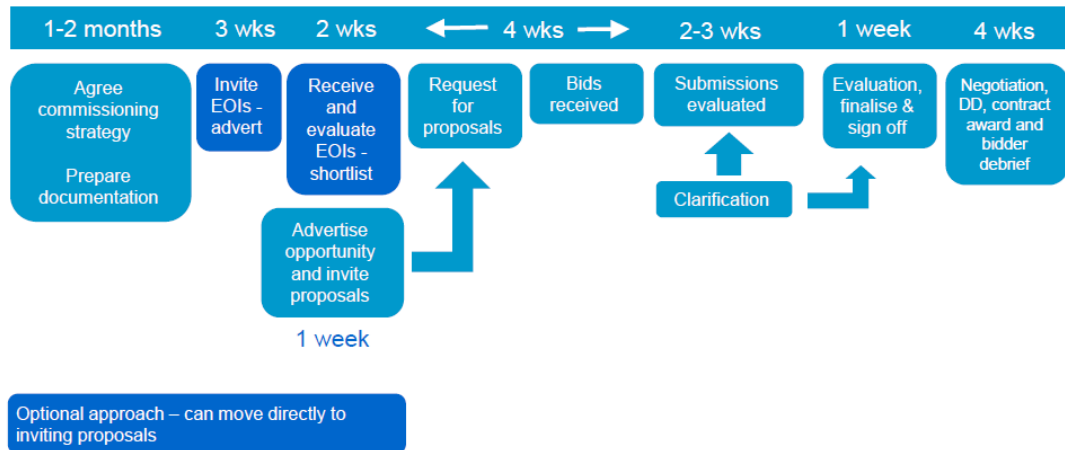 1-2 months
3 wks
2 wks
4 wks
2-3 wks
1 week
4 wks
Agree
commissioning
strategy
Prepare
documentation
Invite
EOIs -
advert
Receive
and
evaluate
EOIs -
shortlist
Request
for
proposals
Bids
received
Submissions
evaluated
Evaluation,
finalise &
sign off
Negotiation,
DD, contract
award and
bidder
debrief
Clarification
Advertise
opportunity
and invite
proposals
1 week
Optional approach – can move directly to
inviting proposals